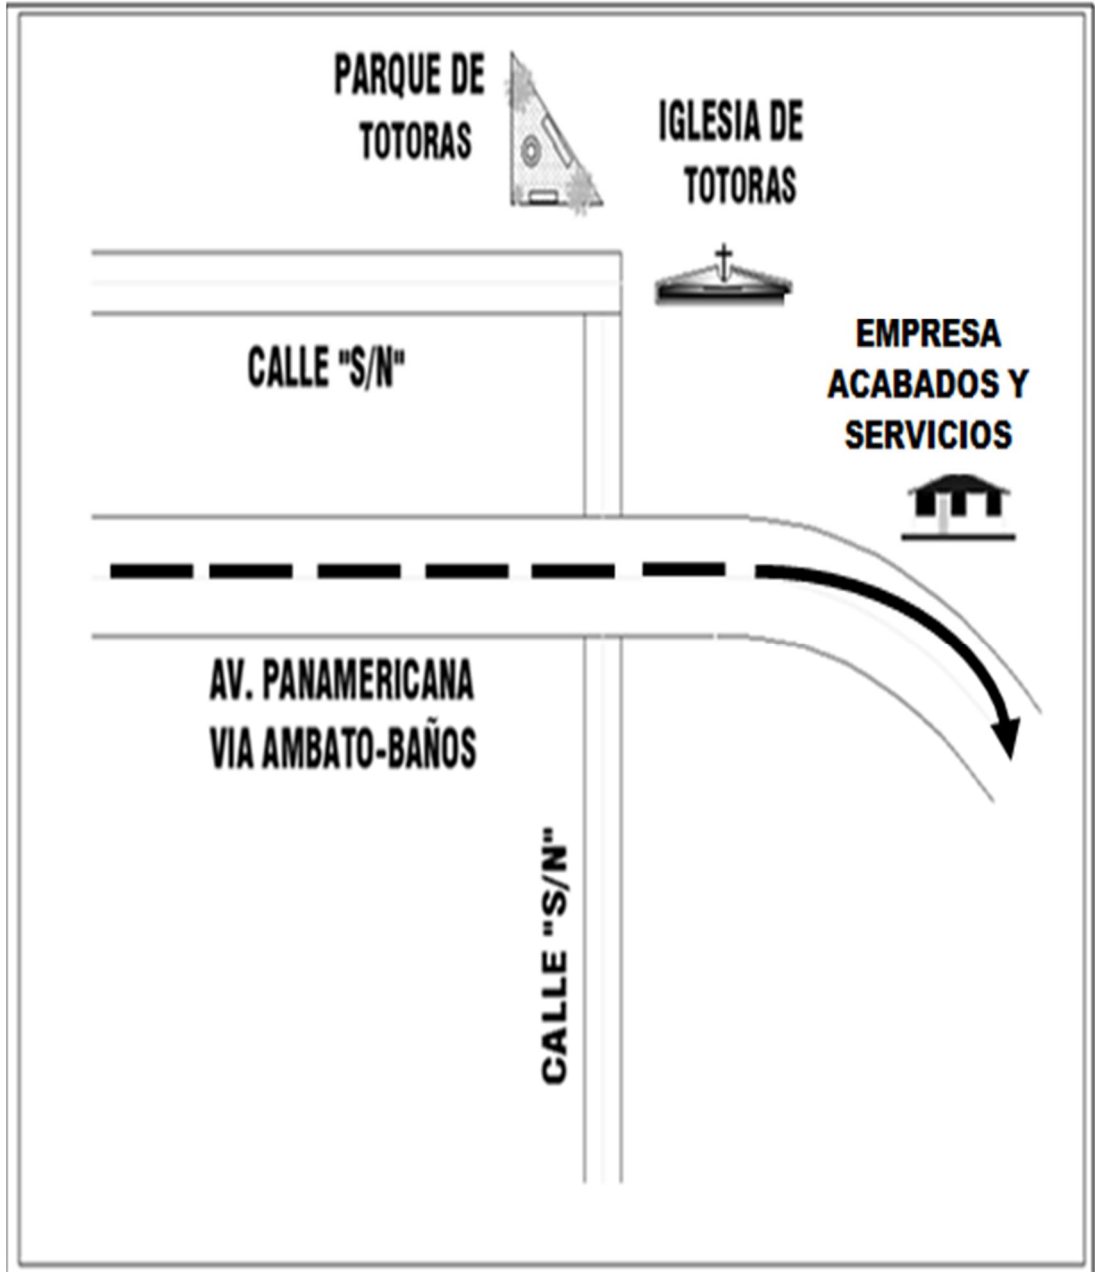 PARQUE DE
TOTORAS
IGLESIA DE
TOTORAS
EMPRESA
ACABADOS Y
SERVICIOS
CALLE "S/N"
AV. PANAMERICANA
VIA AMBATO-BAÑOS
CALLE "S/N"